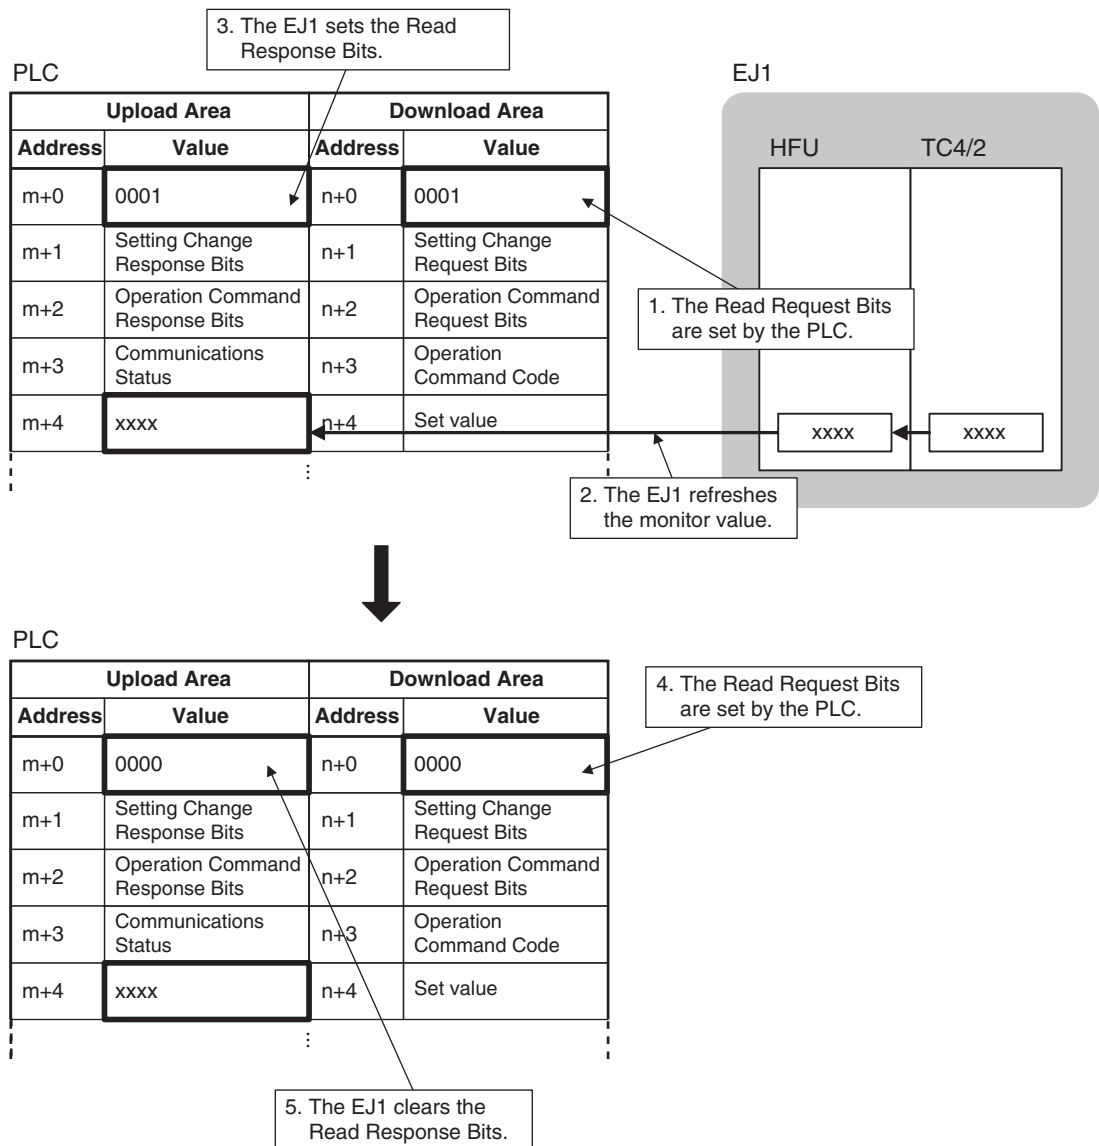 3. The EJ1 sets the Read
Response Bits.
PLC
EJ1
Upload Area Download Area
Address Value Address Value
HFU TC4/2
m+0 0001 n+0 0001
m+1 Setting Change n+1 Setting Change
Response Bits Request Bits
m+2 Operation Command n+2 Operation Command
Response Bits Request Bits
1. The Read Request Bits
are set by the PLC.
m+3 Communications n+3 Operation
Status Command Code
m+4 xxxx n+4 Set value
xxxx xxxx
⋮
2. The EJ1 refreshes
the monitor value.
PLC
Upload Area Download Area
Address Value Address Value
4. The Read Request Bits
are set by the PLC.
m+0 0000 n+0 0000
m+1 Setting Change n+1 Setting Change
Response Bits Request Bits
m+2 Operation Command n+2 Operation Command
Response Bits Request Bits
m+3 Communications n+3 Operation
Status Command Code
m+4 xxxx n+4 Set value
⋮
5. The EJ1 clears the
Read Response Bits.